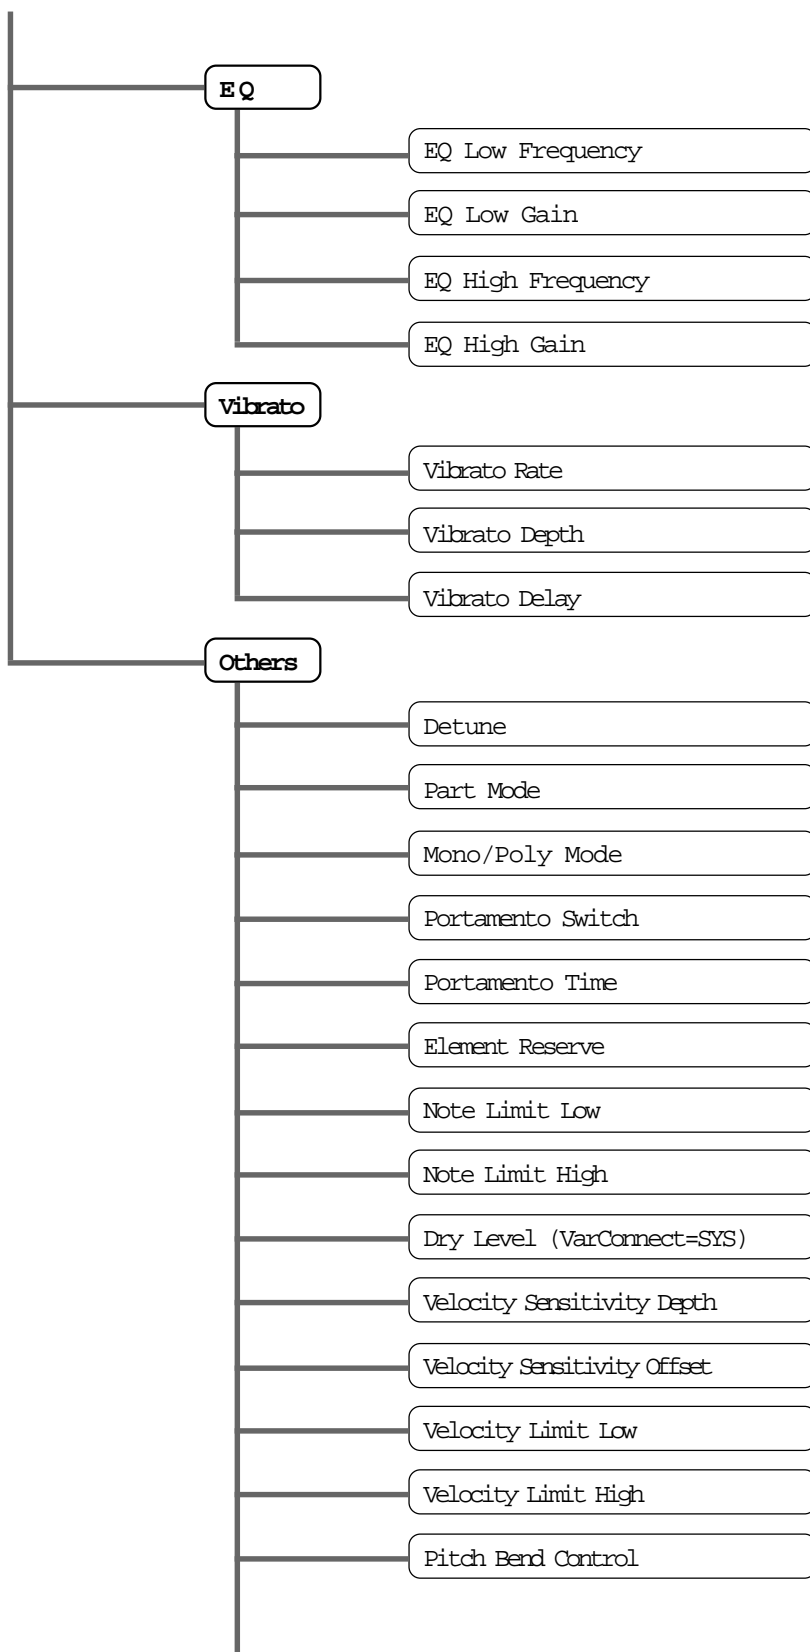 EQ
EQ Low Frequency
EQ Low Gain
EQ High Frequency
EQ High Gain
Vibrato
Vibrato Rate
Vibrato Depth
Vibrato Delay
Others
Detune
Part Mode
Mono/Poly Mode
Portamento Switch
Portamento Time
Element Reserve
Note Limit Low
Note Limit High
Dry Level (VarConnect=SYS)
Velocity Sensitivity Depth
Velocity Sensitivity Offset
Velocity Limit Low
Velocity Limit High
Pitch Bend Control